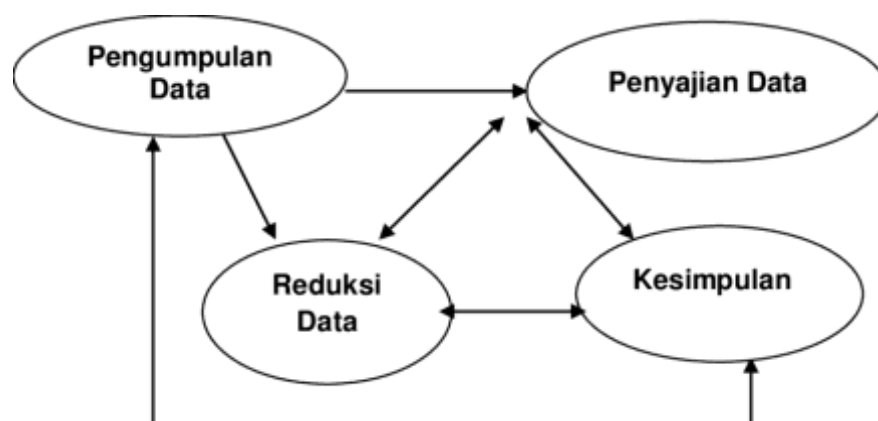 Pengumpulan
Data
Penyajian Data
Reduksi
Data
Kesimpulan